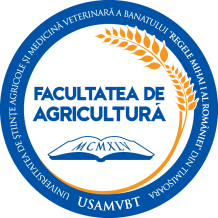 UNIVERSITATEA DE ȘTIINȚE AGRICOLE ȘI MEDICINĂ VETERINARĂ A BANATULUI "REGELE MIHAI I AL ROMÂNIEI" DIN TIMIȘOARA
FACULTATEA DE
AGRICULTURĂ
MCMXLV
USAMVBT